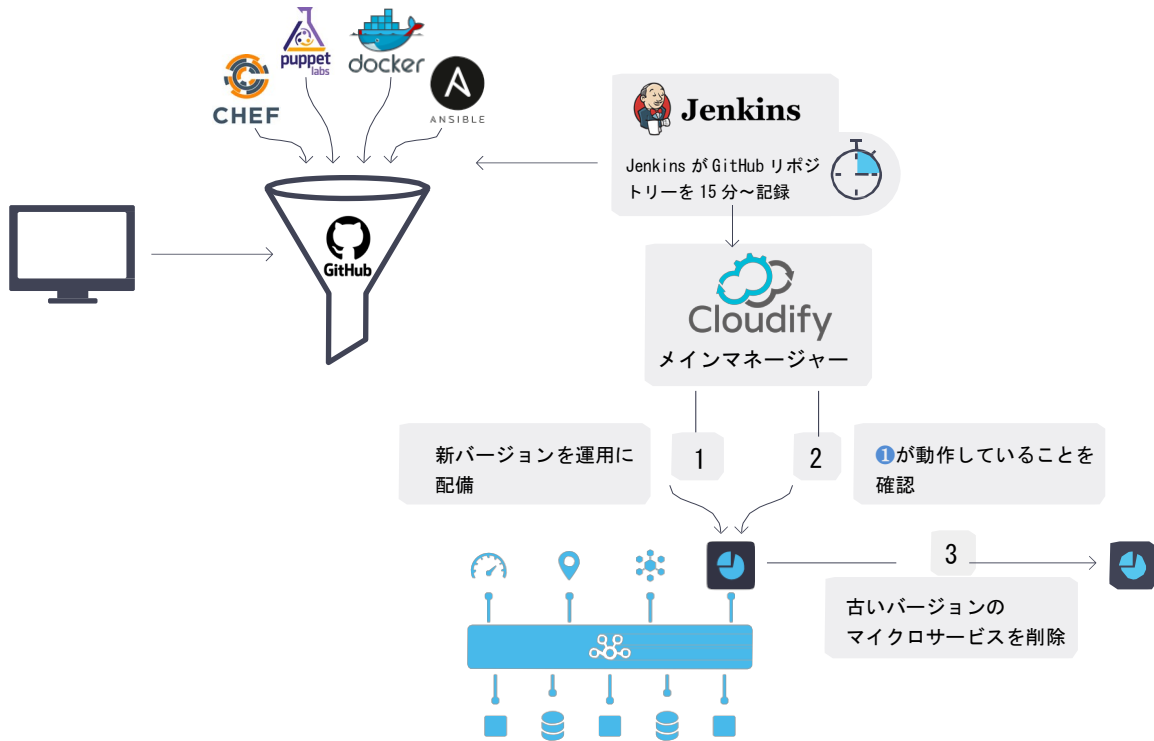 CHEF
puppet
labs
docker
ANSIBLE
Jenkins
Jenkins が GitHub リポジ
トリーを 15 分～記録
GitHub
Cloudify
メインマネージャー
新バージョンを運用に
配備
1
2
❶が動作していることを
確認
3
古いバージョンの
マイクロサービスを削除